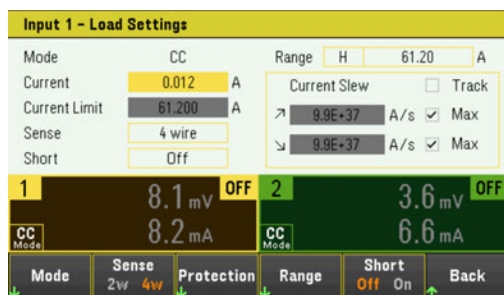 Input 1 – Load Settings
Mode CC Range H 61.20 A
Current 0.012 A Current Slew Track
Current Limit 61.200 A 9.9E+37 A/s Max
Sense 4 wire 9.9E+37 A/s Max
Short Off
1 8.1 mV OFF 2 3.6 mV OFF
CC Mode 8.2 mA CC Mode 6.6 mA
Mode Sense 2w 4w Protection Range Short Off On Back